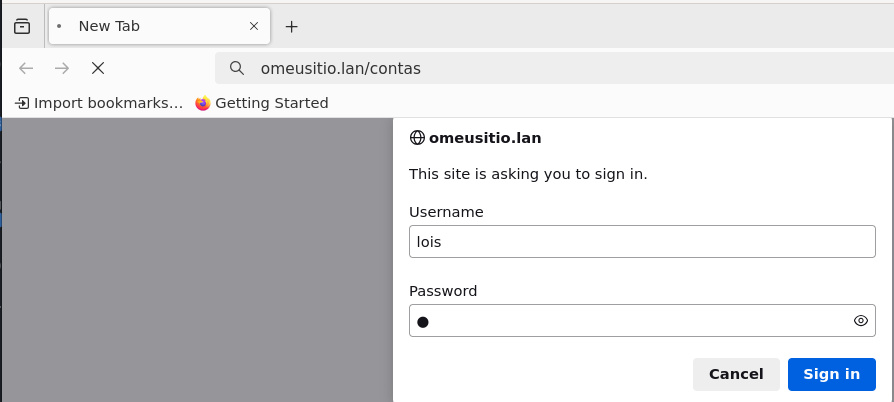 New Tab
omeusitio.lan/contas
Import bookmarks... Getting Started
omeusitio.lan
This site is asking you to sign in.
Username
lois
Password
●
Cancel Sign in